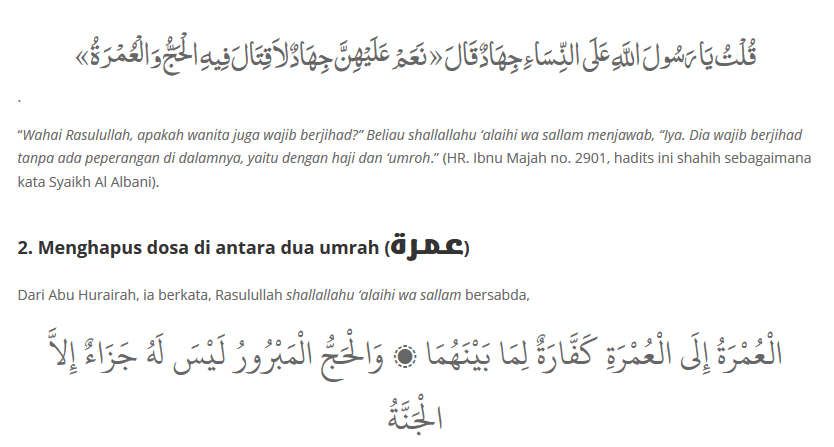 قُلْتُ يَا رَسُولَ اللَّهِ عَلَى النِّسَاءِ جِهَادٌ قَالَ « نَعَمْ عَلَيْهِنَّ جِهَادٌ لاَ قِتَالَ فِيهِ الْحَجُّ وَالْعُمْرَةُ »
.
“Wahai Rasulullah, apakah wanita juga wajib berjihad?” Beliau shallallahu ‘alaihi wa sallam menjawab, “Iya. Dia wajib berjihad
tanpa ada peperangan di dalamnya, yaitu dengan haji dan ‘umroh.” (HR. Ibnu Majah no. 2901, hadits ini shahih sebagaimana
kata Syaikh Al Albani).
2. Menghapus dosa di antara dua umrah (عمرة)
Dari Abu Hurairah, ia berkata, Rasulullah shallallahu ‘alaihi wa sallam bersabda,
الْعُمْرَةُ إِلَى الْعُمْرَةِ كَفَّارَةٌ لِمَا بَيْنَهُمَا ۞ وَالْحَجُّ الْمَبْرُورُ لَيْسَ لَهُ جَزَاءٌ إِلاَّ
الْجَنَّةُ